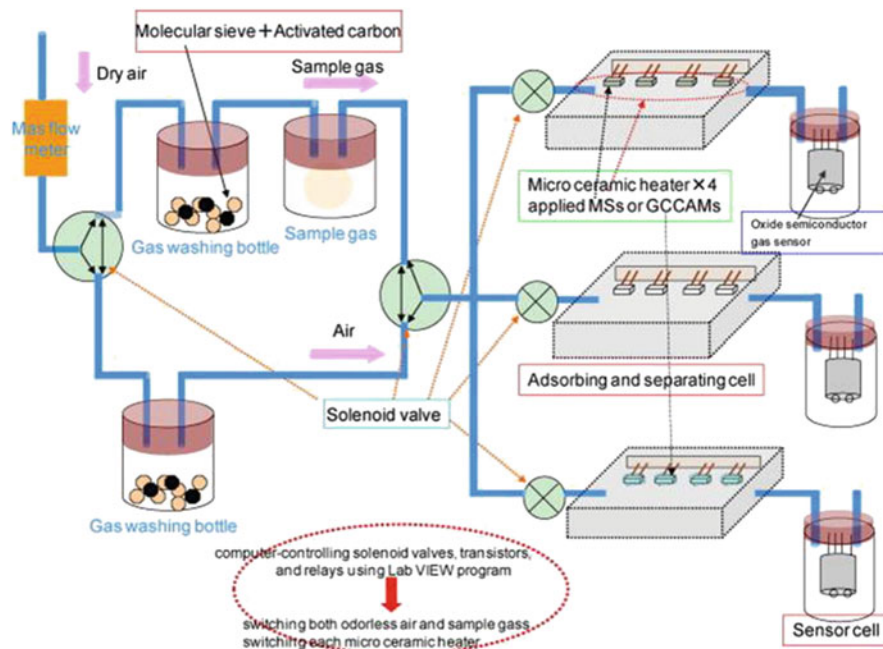 Molecular sieve＋Activated carbon
Dry air
Sample gas
Mas flow
meter
Gas washing bottle
Sample gas
Micro ceramic heater ×4
applied MSs or GCCAMs
Oxide semiconductor
gas sensor
Air
Adsorbing and separating cell
Solenoid valve
Gas washing bottle
computer-controlling solenoid valves, transistors,
and relays using Lab VIEW program
switching both odorless air and sample gass
switching each micro ceramic heater
Sensor cell